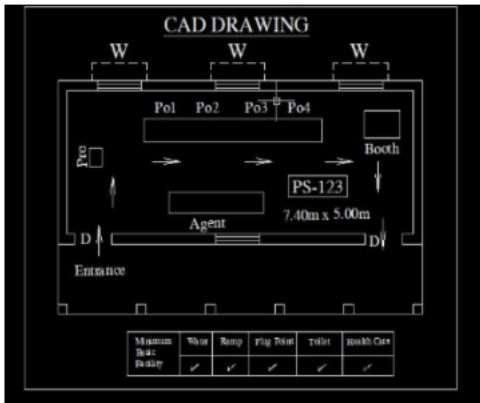 CAD DRAWING
W W W
Po1 Po2 Po3 Po4
Pro
Booth
PS-123
7.40m x 5.00m
Agent
D D
Entrance
Minimum Basic Facility
Water Ramp Plug Point Toilet Health Care
✓ ✓ ✓ ✓ ✓